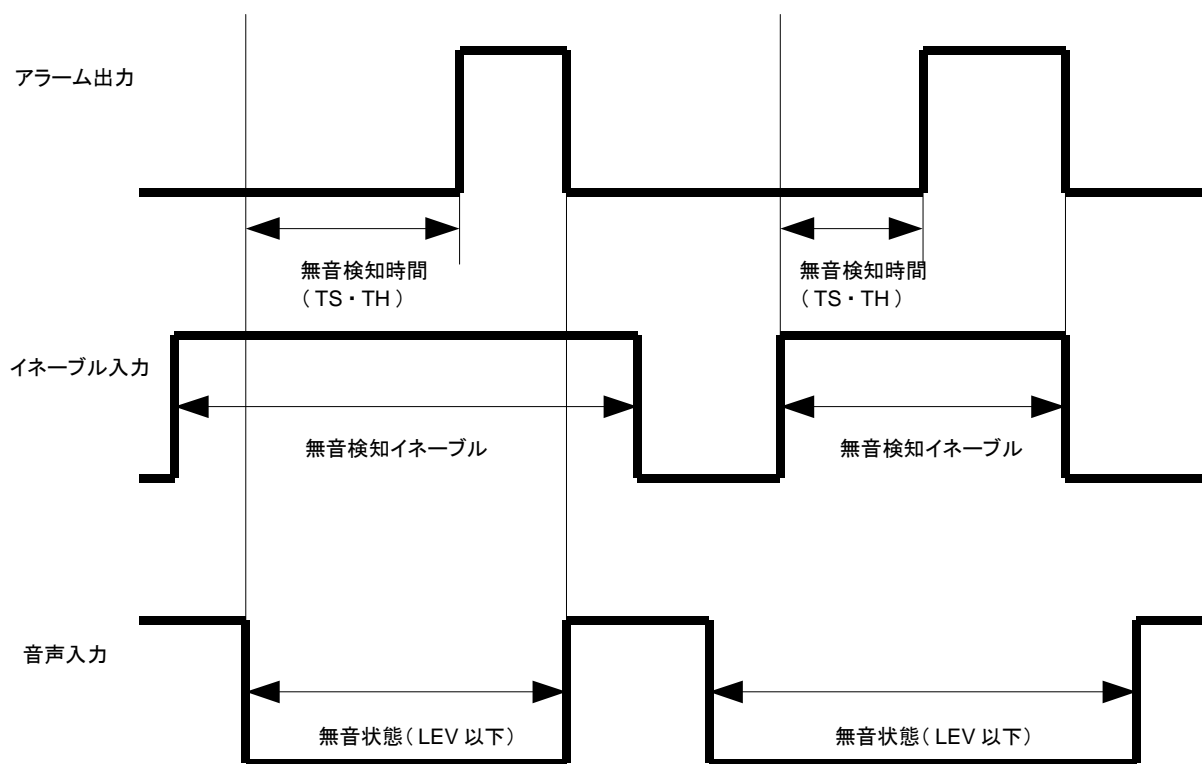 アラーム出力
無音検知時間
( TS・TH )
無音検知時間
( TS・TH )
イネーブル入力
無音検知イネーブル
無音検知イネーブル
音声入力
無音状態( LEV 以下)
無音状態( LEV 以下)